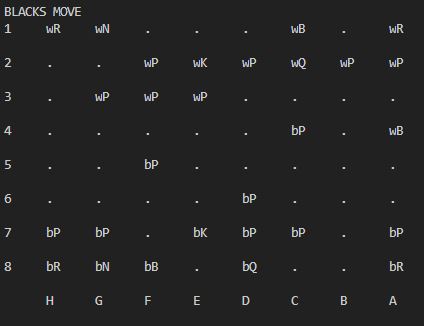 BLACKS MOVE
1 wR wN . . . wB . wR
2 . . wP wK wP wQ wP wP
3 . wP wP wP . . . .
4 . . . . . bP . wB
5 . . bP . . . . .
6 . . . . bP . . .
7 bP bP . bK bP bP . bP
8 bR bN bB . bQ . . bR
H G F E D C B A